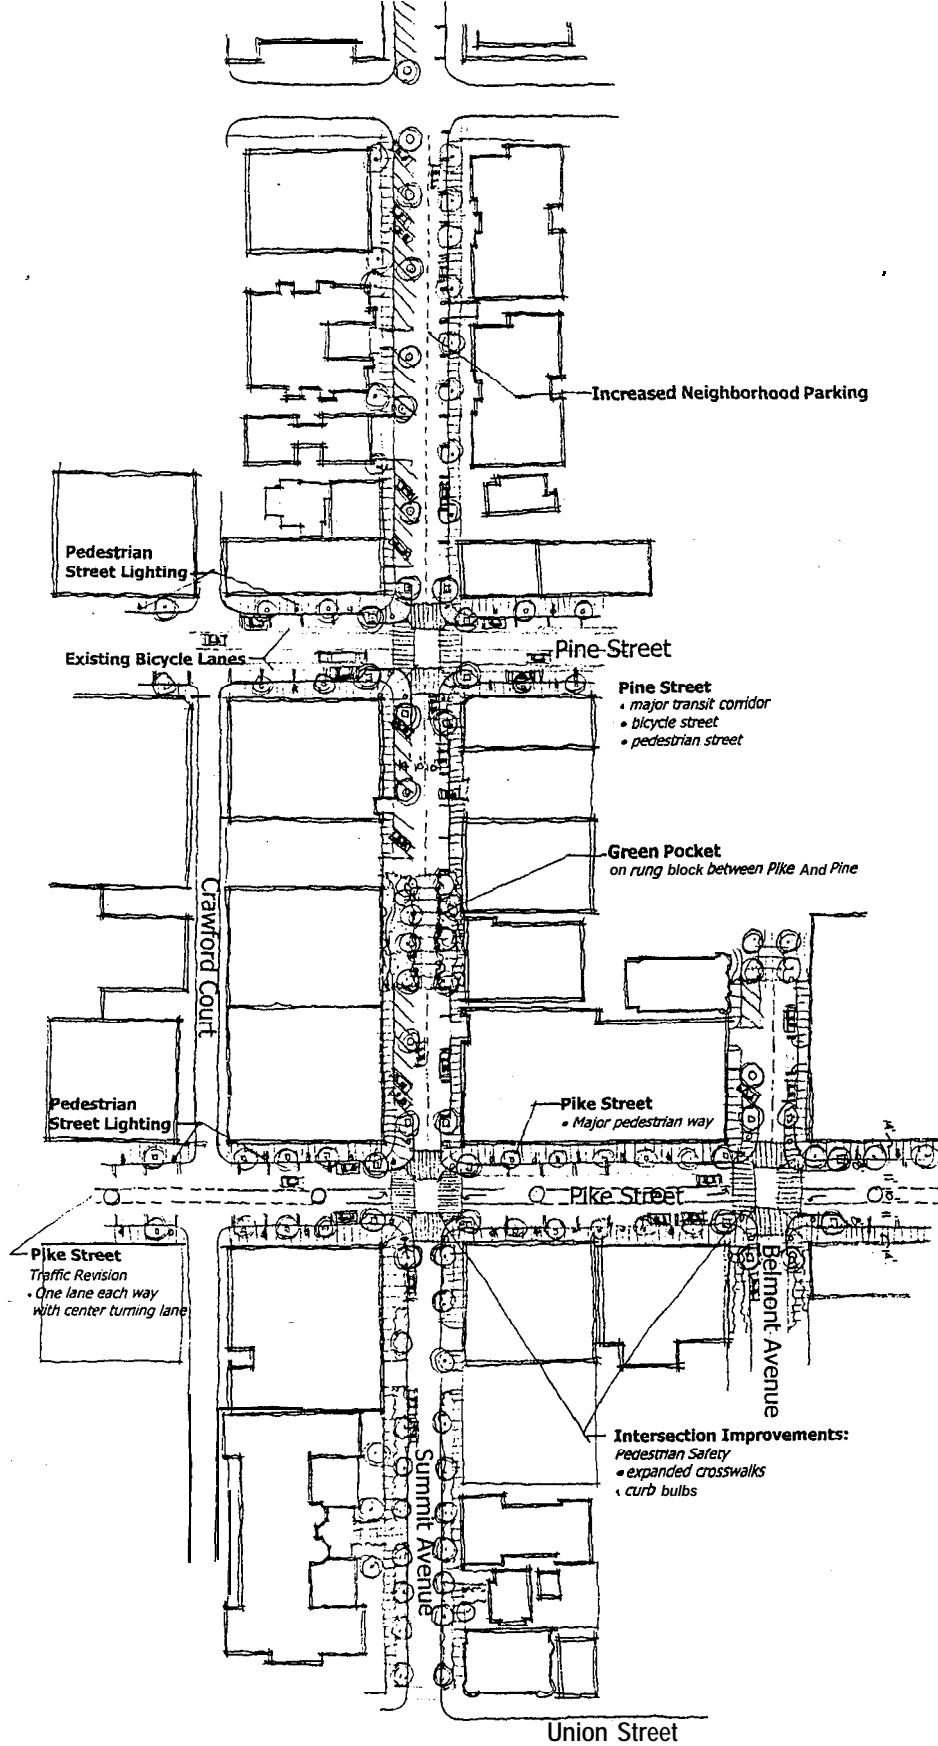 Increased Neighborhood Parking
Pedestrian
Street Lighting
Pine Street
Existing Bicycle Lanes
Pine Street
• major transit corridor
• bicycle street
• pedestrian street
Green Pocket
on rung block between Pike And Pine
Crawford Court
Pedestrian
Street Lighting
Pike Street
• Major pedestrian way
Pike Street
Pike Street
Traffic Revision
• One lane each way
with center turning lane
Belmont Avenue
Intersection Improvements:
Pedestrian Safety
• expanded crosswalks
• curb bulbs
Summit Avenue
Union Street